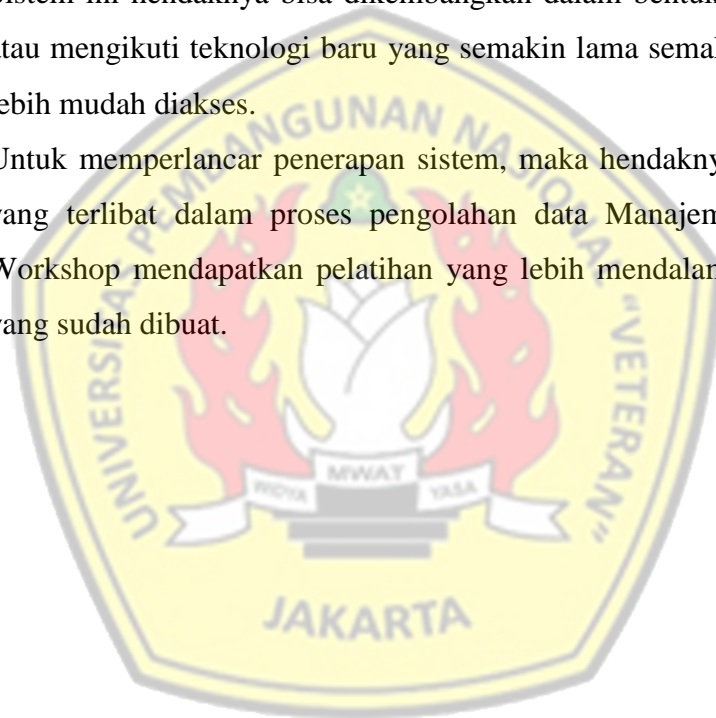 Sistem ini hendaknya bisa dikembangkan dalam bentuk
atau mengikuti teknologi baru yang semakin lama semak
lebih mudah diakses.
Untuk memperlancar penerapan sistem, maka hendakny
yang terlibat dalam proses pengolahan data Manajem
Workshop mendapatkan pelatihan yang lebih mendalam
yang sudah dibuat.
UNIVERSITAS PEMBANGUNAN NASIONAL "VETERAN"
WIDYA MWAT YASA
JAKARTA